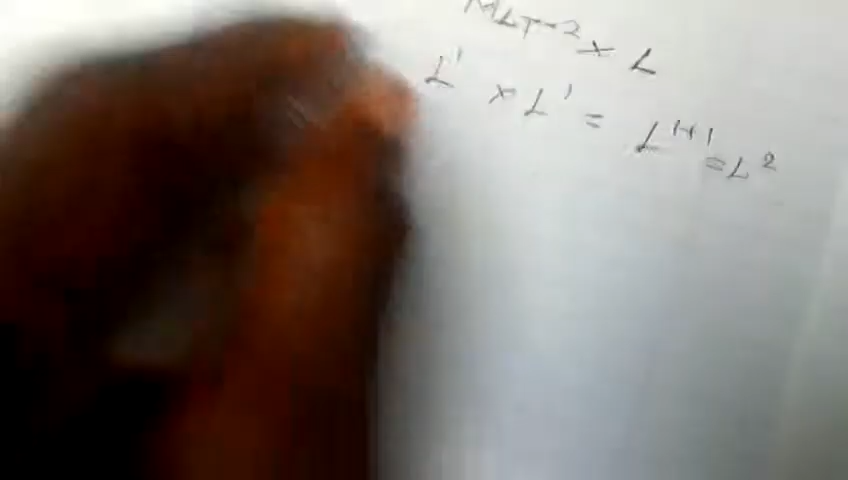 MLT-2 × L
L¹ × L¹ = L¹⁺¹
= L²